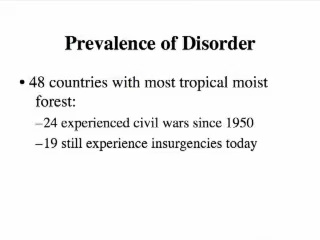 Prevalence of Disorder
• 48 countries with most tropical moist
forest:
–24 experienced civil wars since 1950
–19 still experience insurgencies today